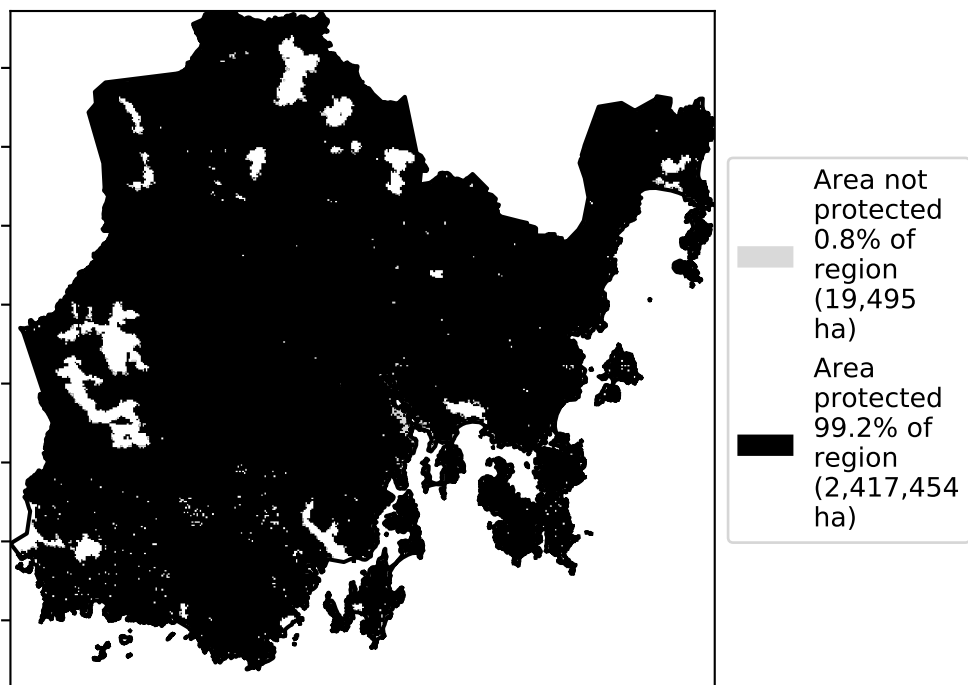 Area not
protected
0.8% of
region
(19,495
ha)
Area
protected
99.2% of
region
(2,417,454
ha)